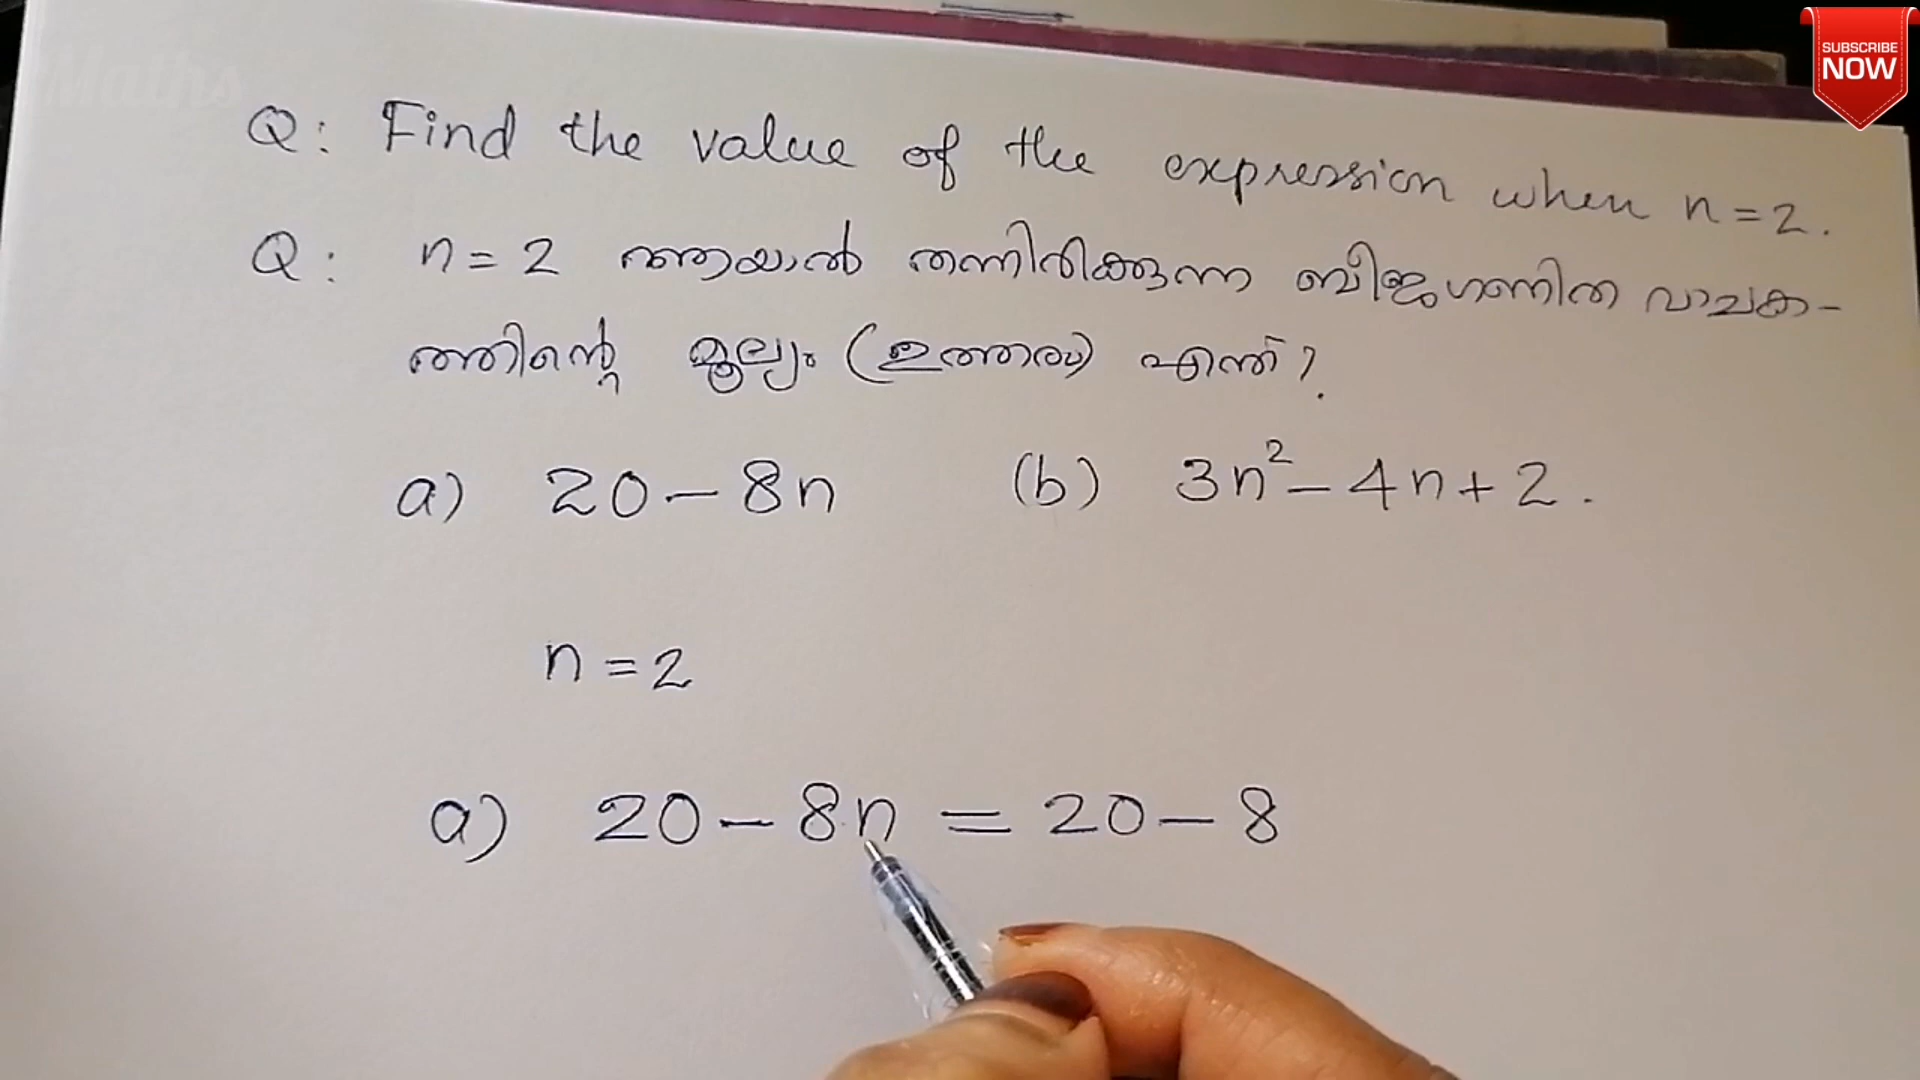 Maths
SUBSCRIBE
NOW
Q: Find the value of the expression when n=2.
Q: n=2 ആയാൽ തന്നിരിക്കുന്ന ബീജഗണിത വാചക-
ത്തിന്റെ മൂല്യം (ഉത്തരം) എന്ത്?
a) 20-8n (b) 3n²-4n+2.
n=2
a) 20-8n = 20-8